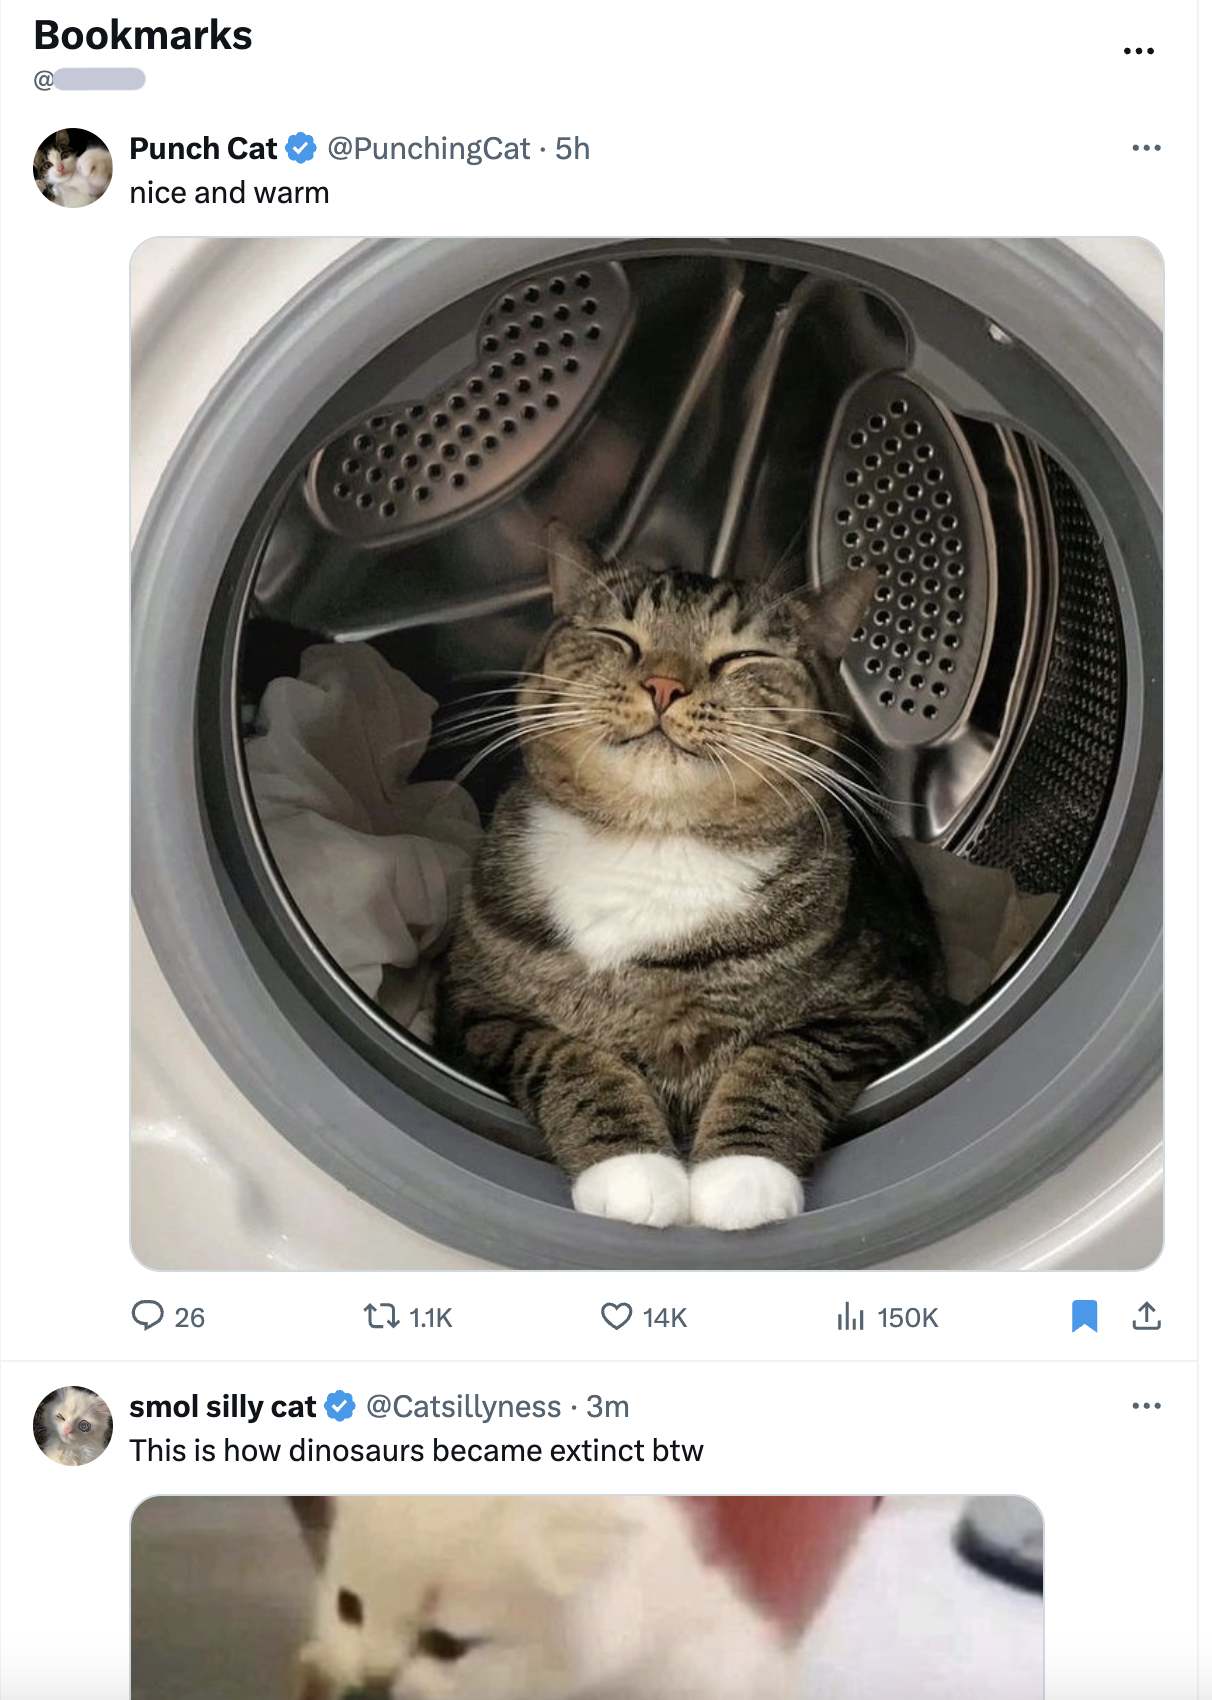 Bookmarks
@
Punch Cat @PunchingCat · 5h
nice and warm
26 1.1K 14K 150K
smol silly cat @Catsillyness · 3m
This is how dinosaurs became extinct btw